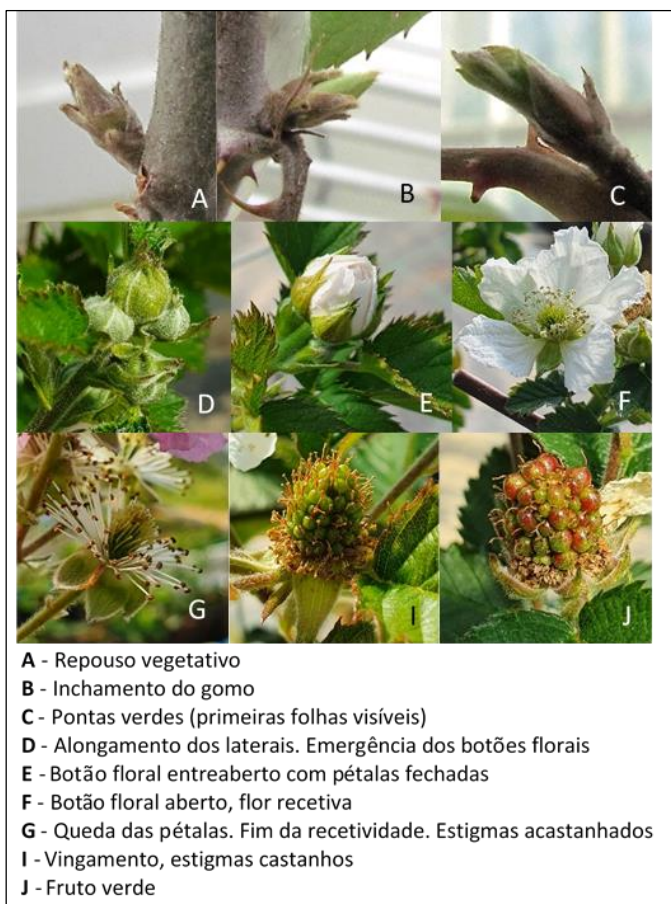 A
B
C
D
E
F
G
I
J
A - Repouso vegetativo
B - Inchamento do gomo
C - Pontas verdes (primeiras folhas visíveis)
D - Alongamento dos laterais. Emergência dos botões florais
E - Botão floral entreaberto com pétalas fechadas
F - Botão floral aberto, flor recetiva
G - Queda das pétalas. Fim da recetividade. Estigmas acastanhados
I - Vingamento, estigmas castanhos
J - Fruto verde